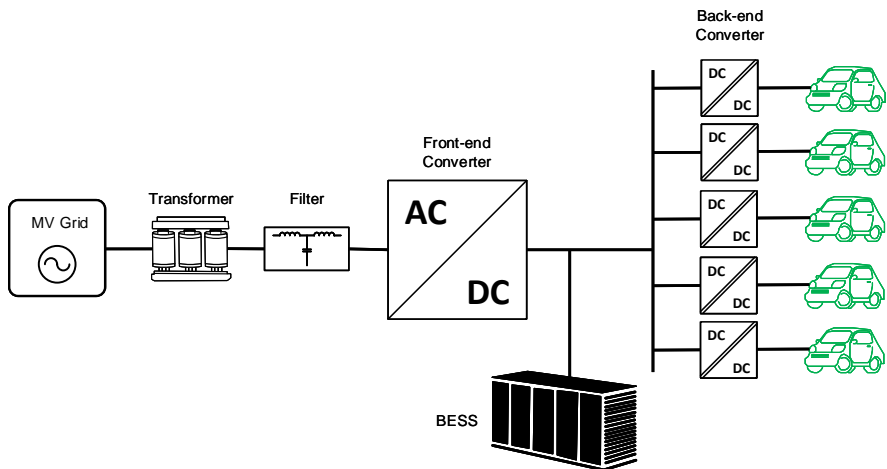 Back-end
Converter
DC
DC
DC
DC
Front-end
Converter
Transformer
Filter
AC
DC
MV Grid
DC
DC
DC
DC
DC
DC
BESS